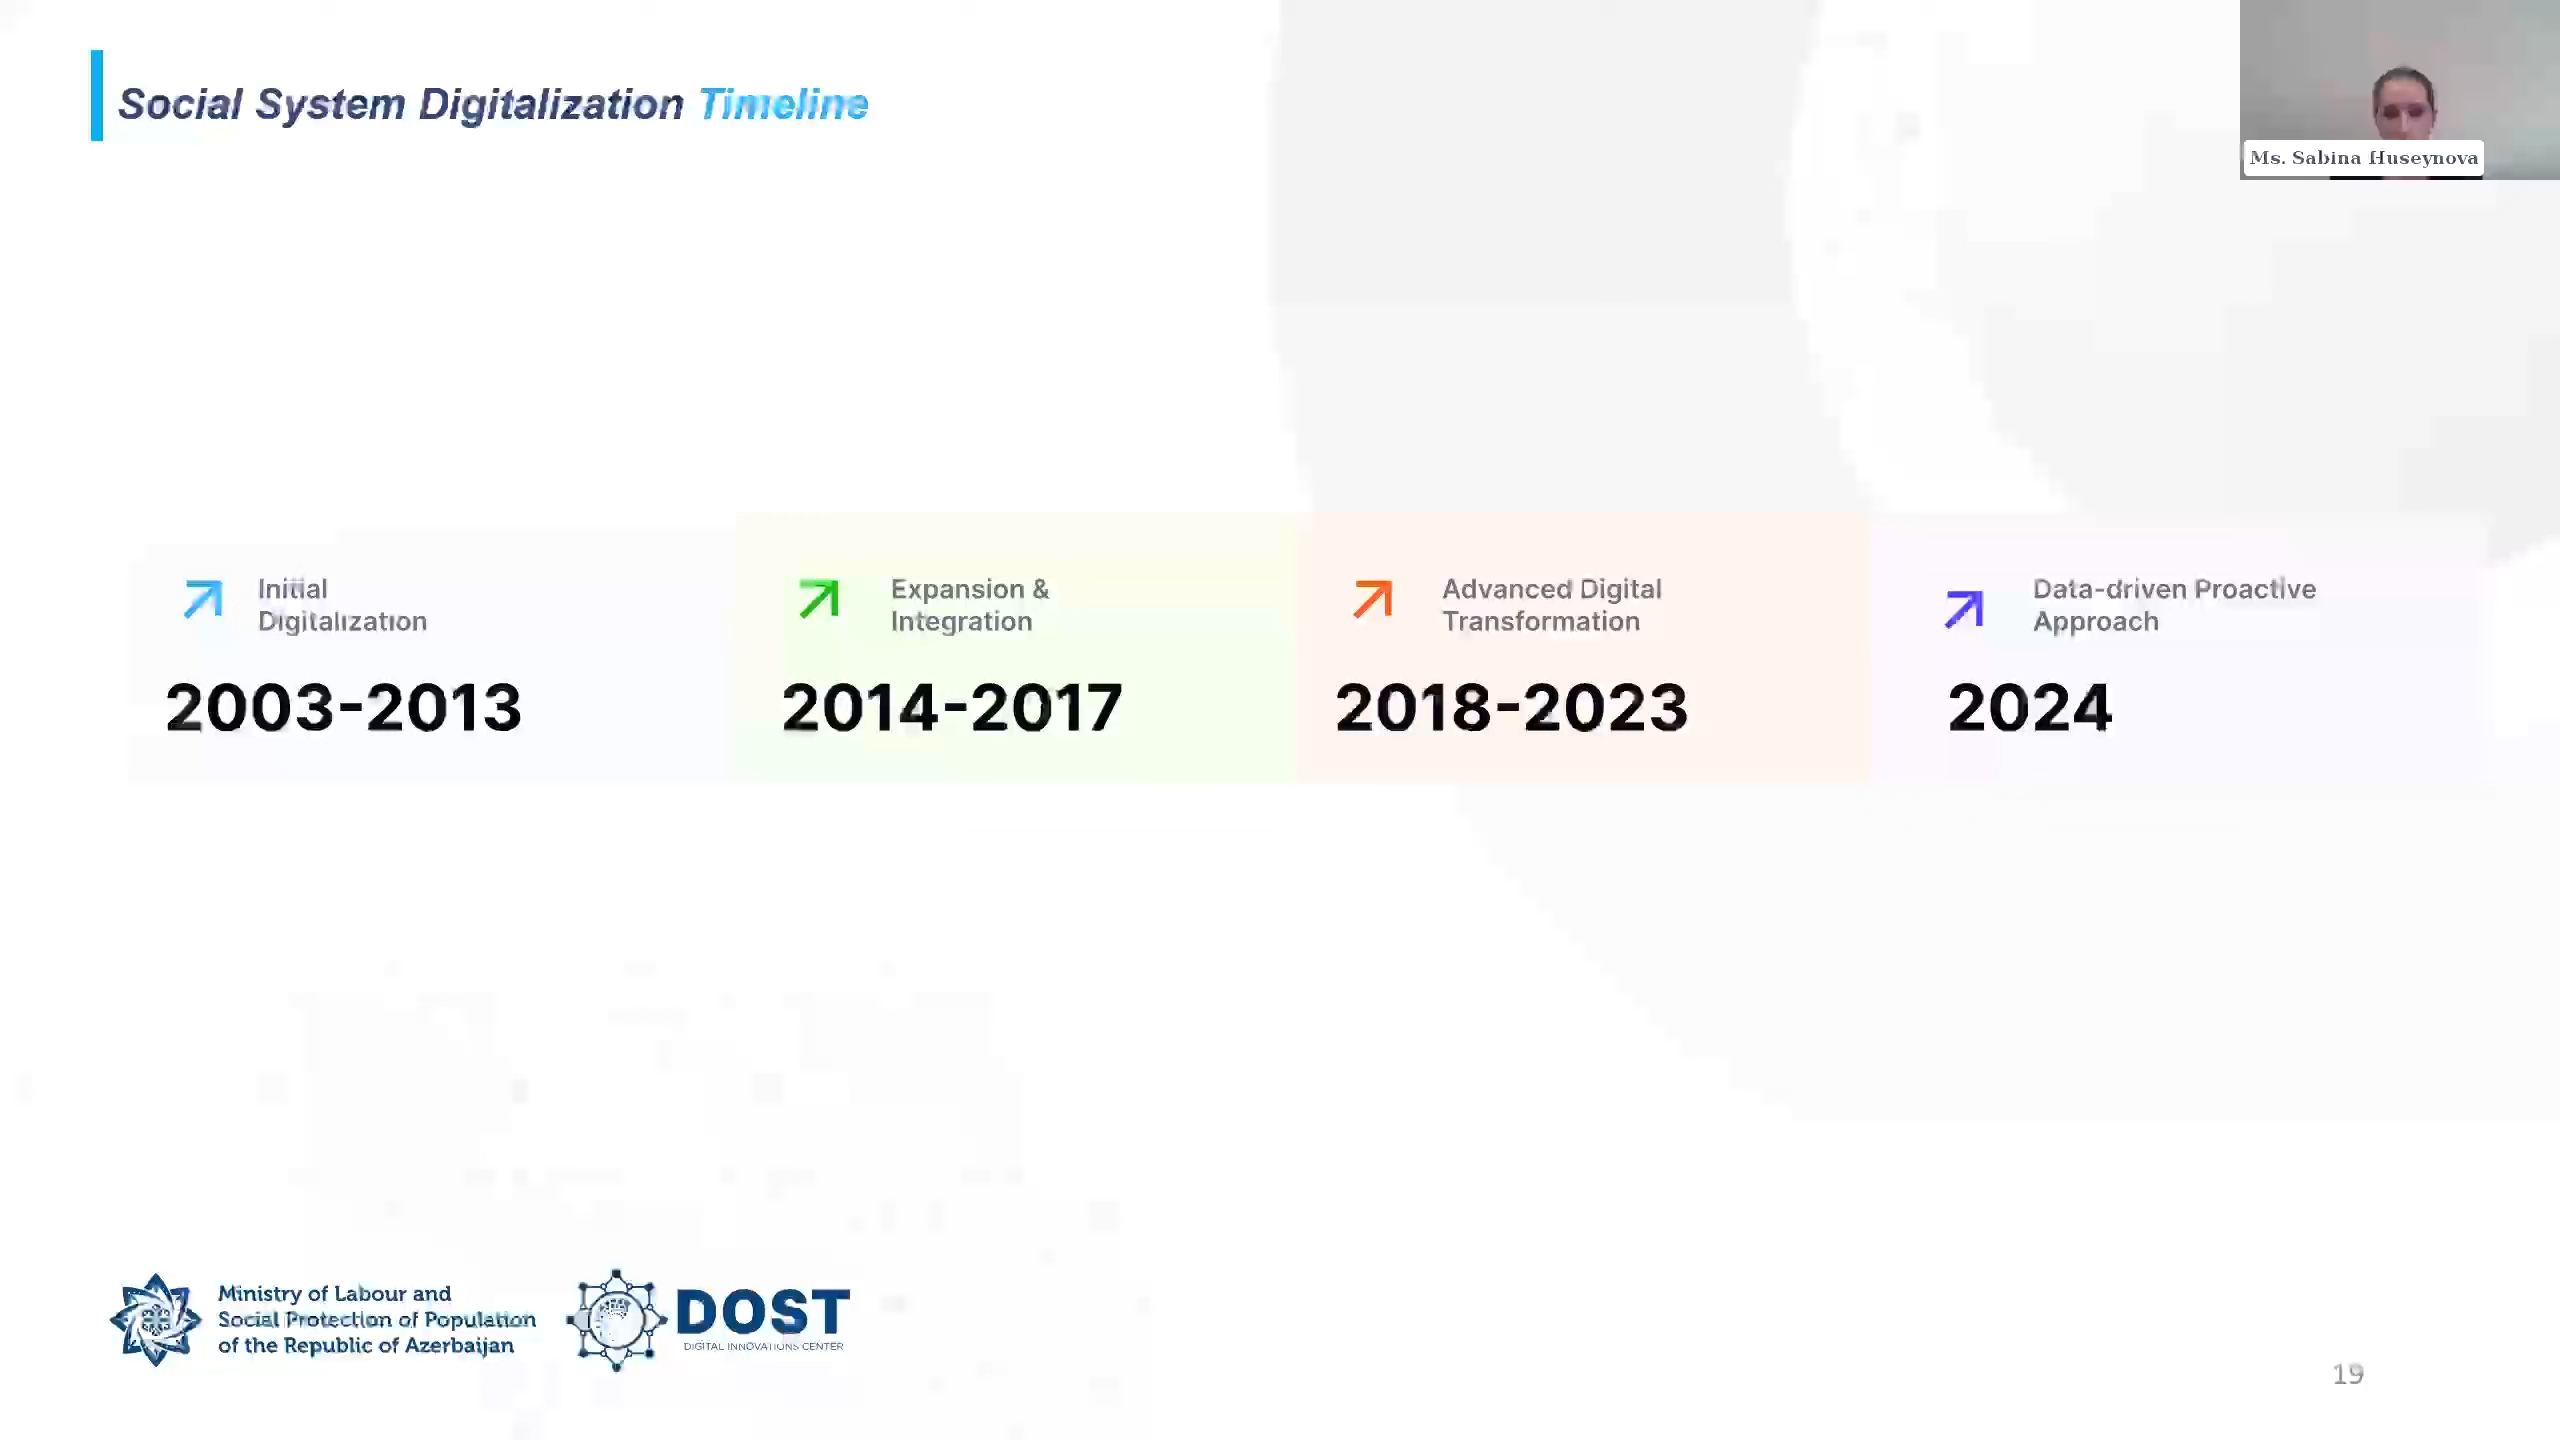 Social System Digitalization Timeline
Ms. Sabina Huseynova
Initial
Digitalization
2003-2013
Expansion &
Integration
2014-2017
Advanced Digital
Transformation
2018-2023
Data-driven Proactive
Approach
2024
Ministry of Labour and
Social Protection of Population
of the Republic of Azerbaijan
DOST
DIGITAL INNOVATIONS CENTER
19